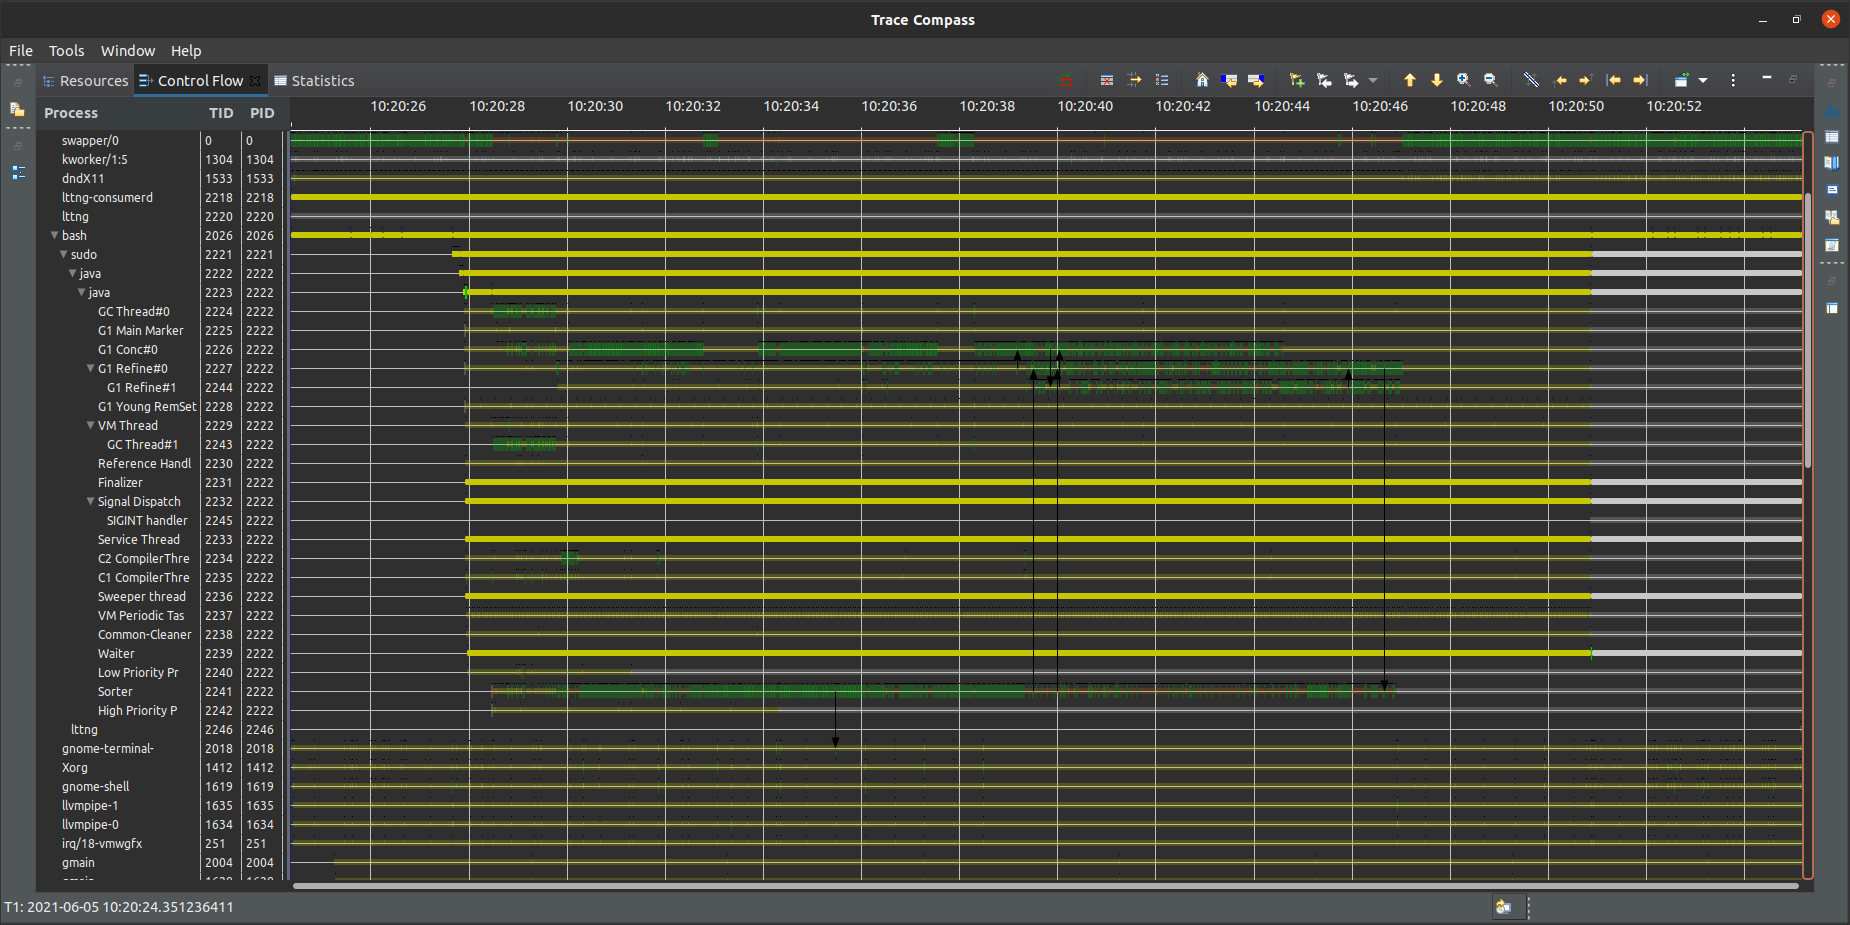 Trace Compass
File Tools Window Help
Resources Control Flow Statistics
Process TID PID
10:20:26 10:20:28 10:20:30 10:20:32 10:20:34 10:20:36 10:20:38 10:20:40 10:20:42 10:20:44 10:20:46 10:20:48 10:20:50 10:20:52
swapper/0 0 0
kworker/1:5 1304 1304
dndX11 1533 1533
lttng-consumerd 2218 2218
lttng 2220 2220
bash 2026 2026
sudo 2221 2221
java 2222 2222
java 2223 2222
GC Thread#0 2224 2222
G1 Main Marker 2225 2222
G1 Conc#0 2226 2222
G1 Refine#0 2227 2222
G1 Refine#1 2244 2222
G1 Young RemSet 2228 2222
VM Thread 2229 2222
GC Thread#1 2243 2222
Reference Handl 2230 2222
Finalizer 2231 2222
Signal Dispatch 2232 2222
SIGINT handler 2245 2222
Service Thread 2233 2222
C2 CompilerThre 2234 2222
C1 CompilerThre 2235 2222
Sweeper thread 2236 2222
VM Periodic Tas 2237 2222
Common-Cleaner 2238 2222
Waiter 2239 2222
Low Priority Pr 2240 2222
Sorter 2241 2222
High Priority P 2242 2222
lttng 2246 2246
gnome-terminal- 2018 2018
Xorg 1412 1412
gnome-shell 1619 1619
llvmpipe-1 1635 1635
llvmpipe-0 1634 1634
irq/18-vmwgfx 251 251
gmain 2004 2004
T1: 2021-06-05 10:20:24.351236411